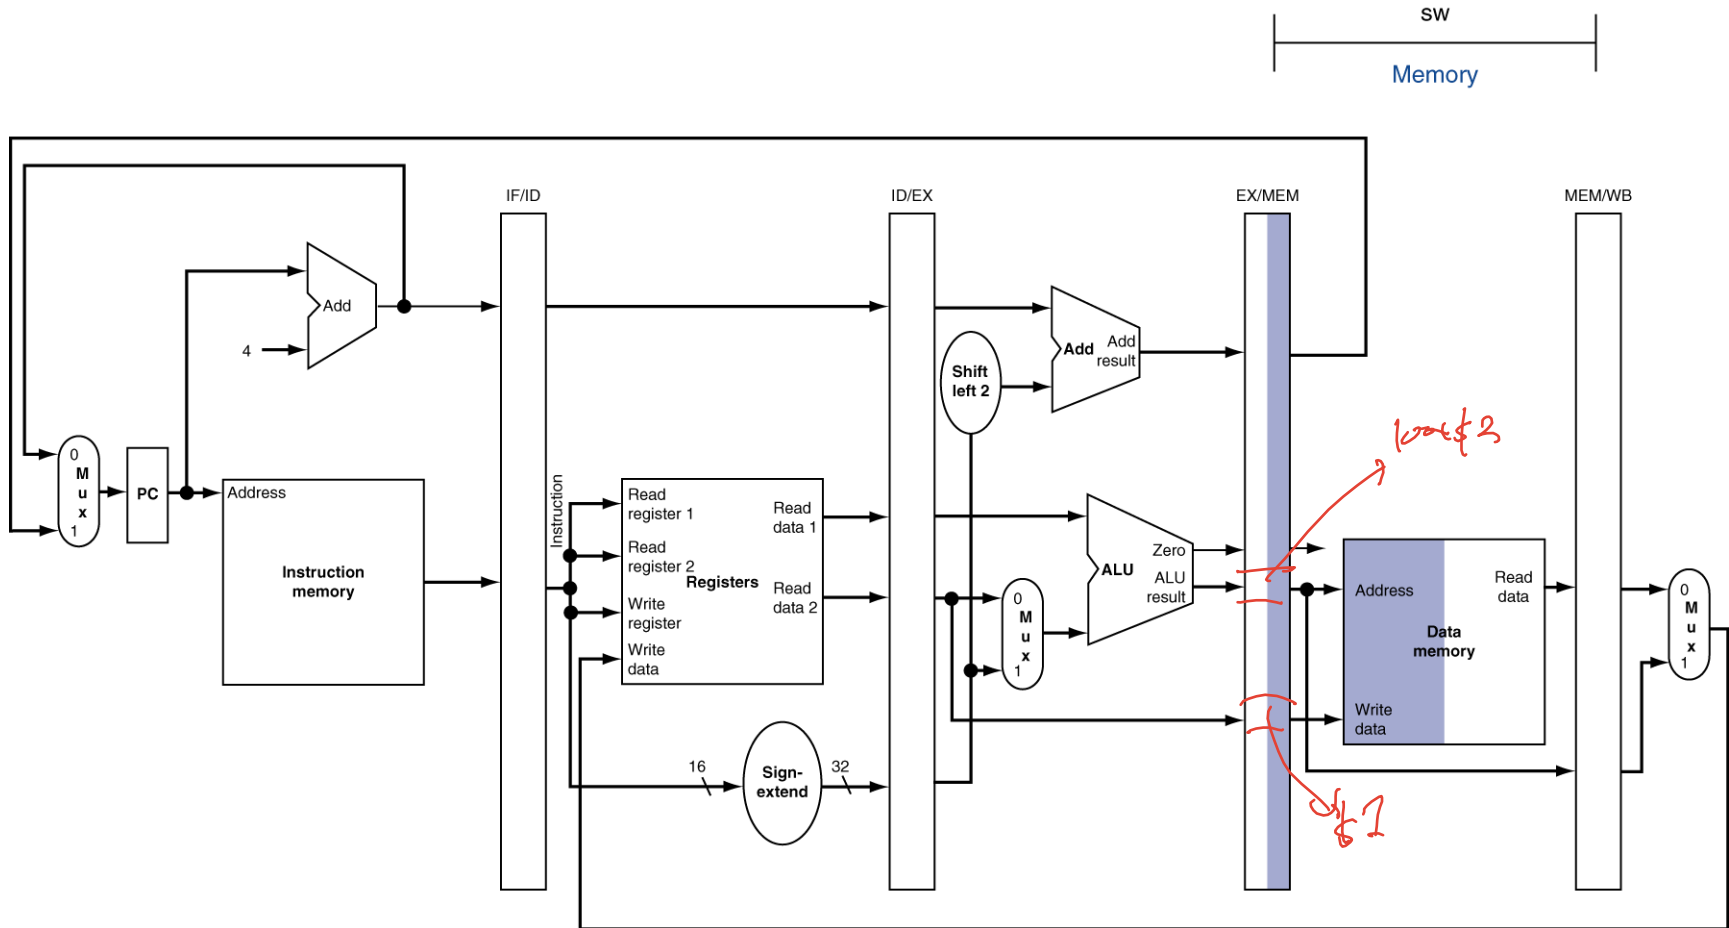 SW
Memory
IF/ID
ID/EX
EX/MEM
MEM/WB
Add
4
Shift
left 2
Add
Add
result
$2
0
M
u
x
1
PC
Address
Instruction
memory
Instruction
Read
register 1
Read
register 2
Write
register
Write
data
Registers
Read
data 1
Read
data 2
0
M
u
x
1
ALU
Zero
ALU
result
Address
Read
data
Data
memory
Write
data
0
M
u
x
1
16
Sign-
extend
32
$1